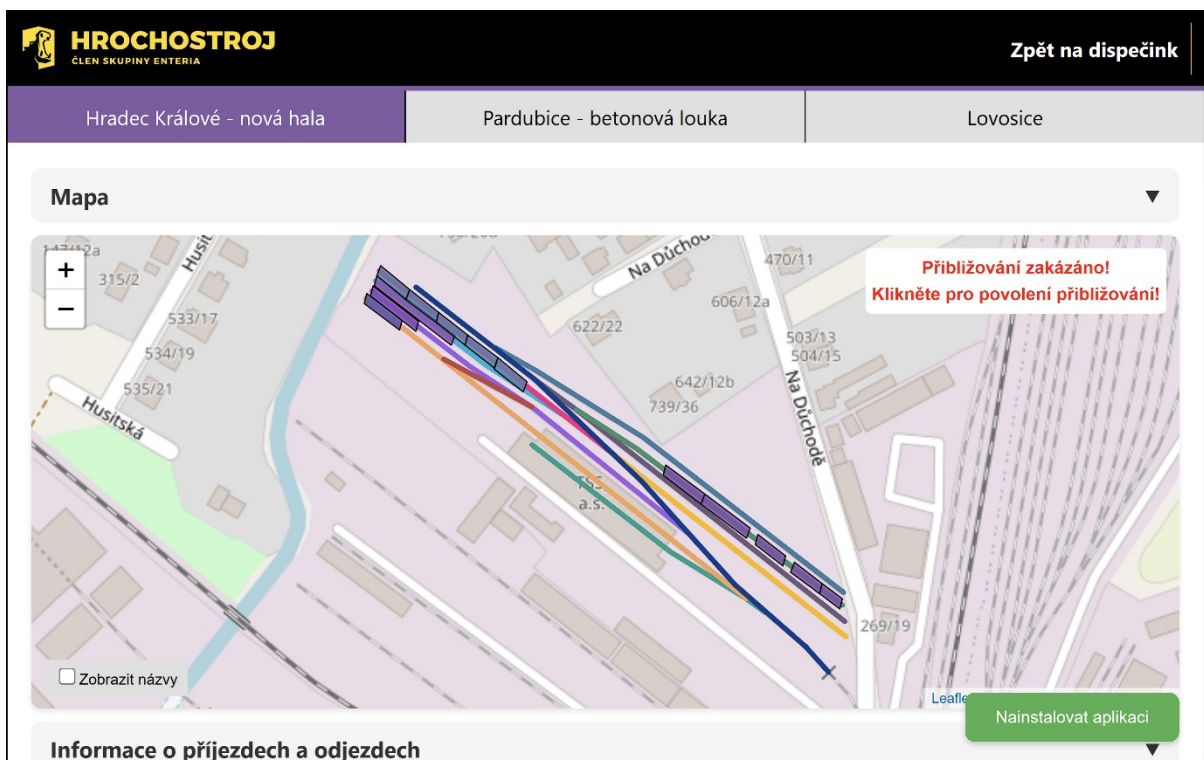 HROCHOSTROJ
ČLEN SKUPINY ENTERIA
Zpět na dispečink
Hradec Králové - nová hala
Pardubice - betonová louka
Lovosice
Mapa
▼
+
−
Přibližování zakázáno!
Klikněte pro povolení přibližování!
315/2
533/17
534/19
535/21
Husitská
Na Důchodě
470/11
606/12a
622/22
503/13
504/15
642/12b
739/36
Na Důchodě
TSS,
a.s.
269/19
Zobrazit názvy
Nainstalovat aplikaci
Informace o příjezdech a odjezdech
▼